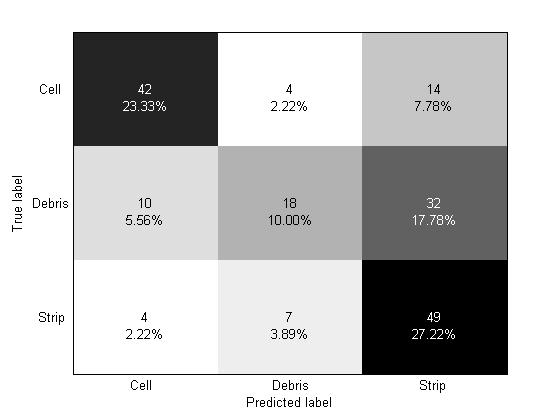 Cell
42
4
14
23.33%
2.22%
7.78%
True label
Debris
10
18
32
5.56%
10.00%
17.78%
Strip
4
7
49
2.22%
3.89%
27.22%
Cell
Debris
Strip
Predicted label